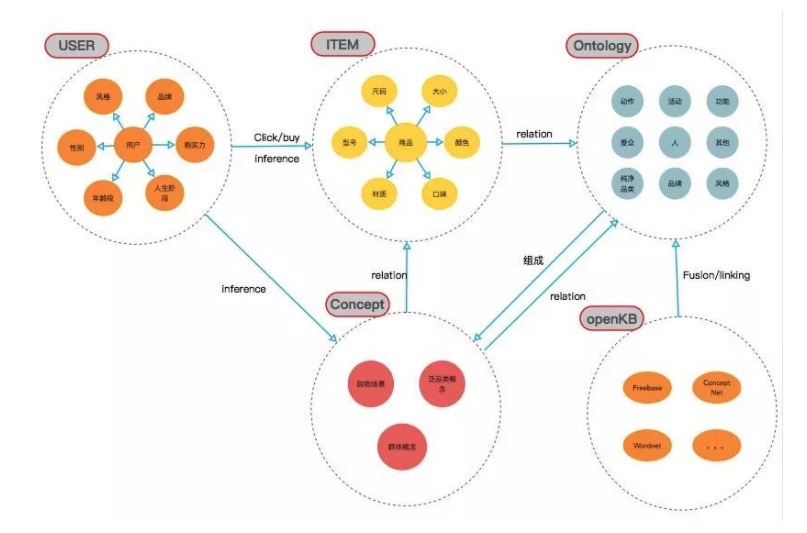 USER
ITEM
Ontology
风格
品牌
性别
用户
购买力
年龄段
人生阶
段
Click/buy
inference
尺码
大小
型号
商品
颜色
材质
口味
relation
动作
活动
功能
受众
人
其他
纯净
品类
品牌
风格
inference
relation
组成
relation
Fusion/linking
Concept
openKB
购物场景
泛品类概
念
群体概念
Freebase
Concept
Net
Wordnet
...